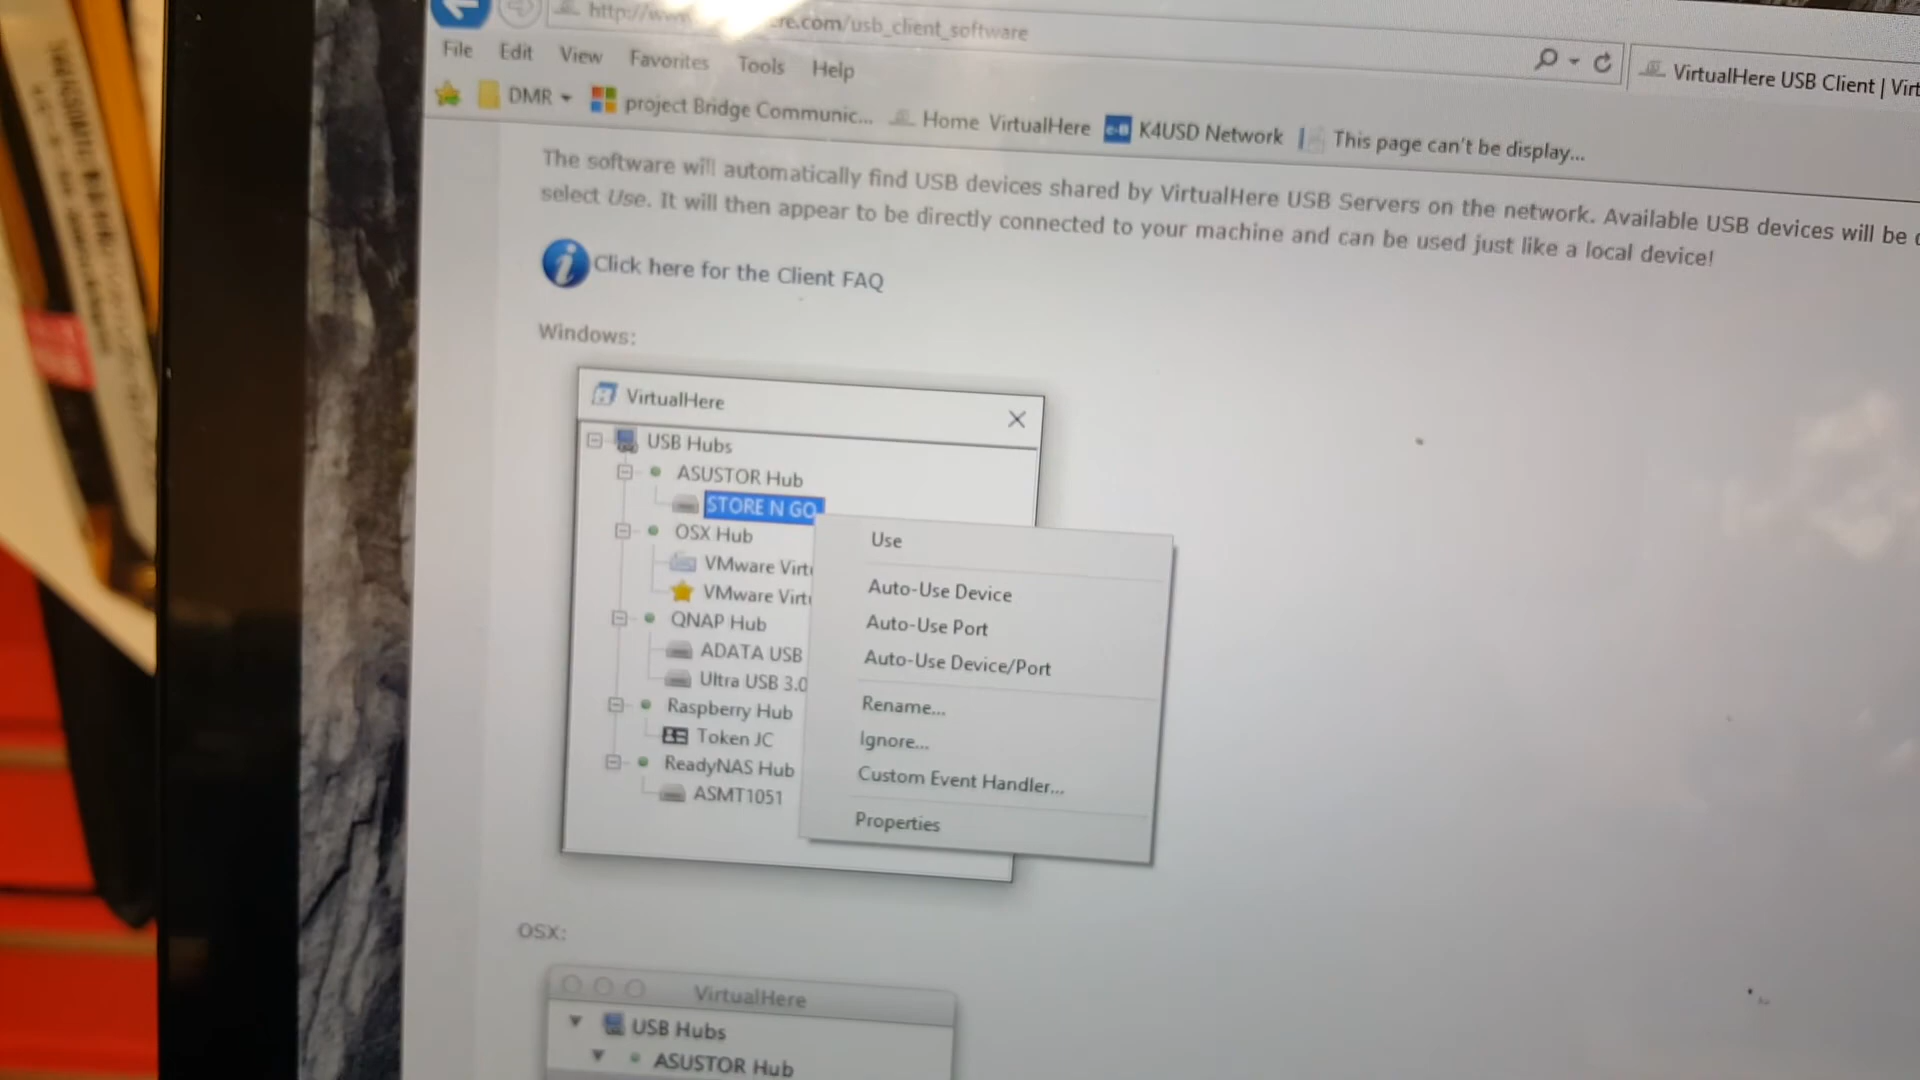 http://www. re.com/usb_client_software
VirtualHere USB Client | Virt
File Edit View Favorites Tools Help
DMR project Bridge Communic... Home VirtualHere K4USD Network This page can't be display...
The software will automatically find USB devices shared by VirtualHere USB Servers on the network. Available USB devices will be
select Use. It will then appear to be directly connected to your machine and can be used just like a local device!
Click here for the Client FAQ
Windows:
VirtualHere
USB Hubs
ASUSTOR Hub
STORE N GO
OSX Hub
VMware Virtu
VMware Virtu
QNAP Hub
ADATA USB
Ultra USB 3.0
Raspberry Hub
Token JC
ReadyNAS Hub
ASMT1051
Use
Auto-Use Device
Auto-Use Port
Auto-Use Device/Port
Rename...
Ignore...
Custom Event Handler...
Properties
OSX:
VirtualHere
USB Hubs
ASUSTOR Hub